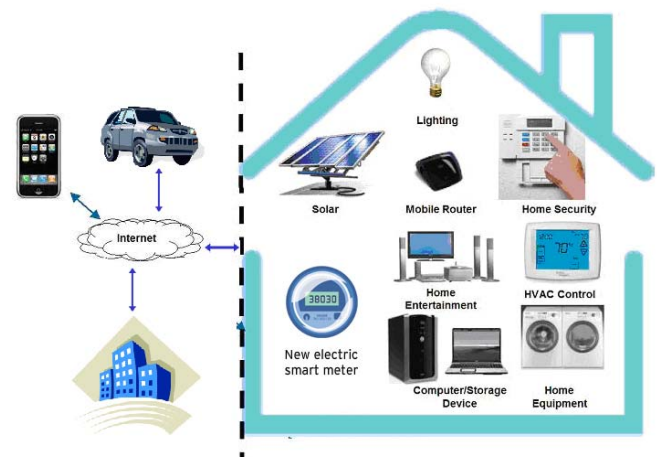 Lighting
Solar
Mobile Router
Home Security
Internet
70°
38030
Home
Entertainment
HVAC Control
New electric
smart meter
Computer/Storage
Device
Home
Equipment